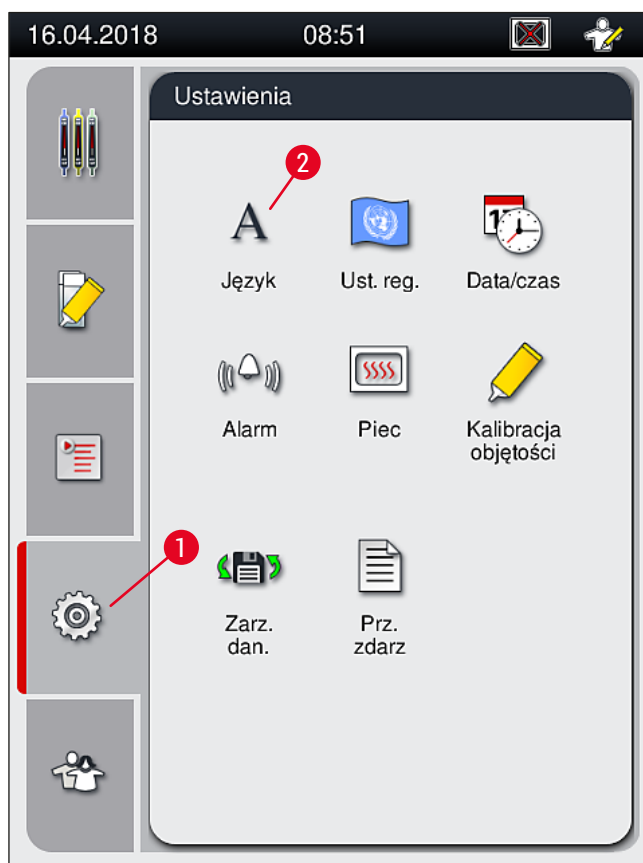 16.04.2018 08:51
Ustawienia
2
Język Ust. reg. Data/czas
Alarm Piec Kalibracja
objętości
1
Zarz. Prz.
dan. zdarz